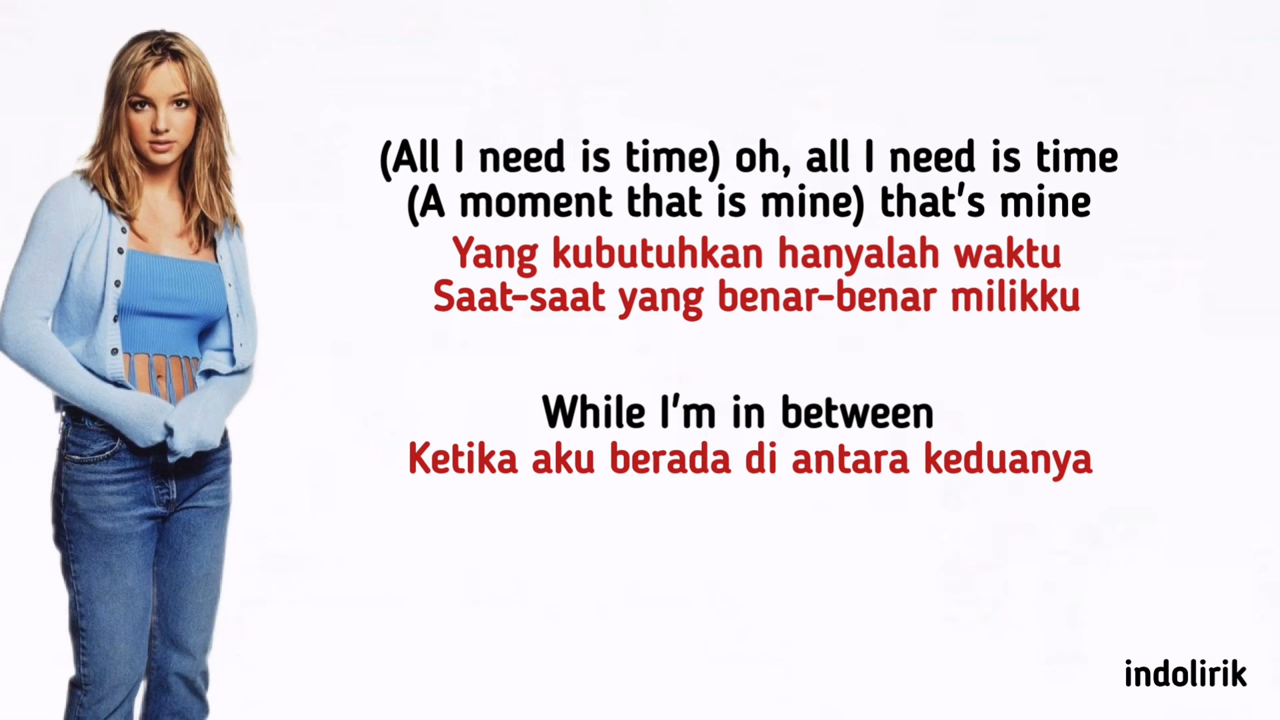 (All I need is time) oh, all I need is time
(A moment that is mine) that's mine
Yang kubutuhkan hanyalah waktu
Saat-saat yang benar-benar milikku
While I'm in between
Ketika aku berada di antara keduanya
indolirik